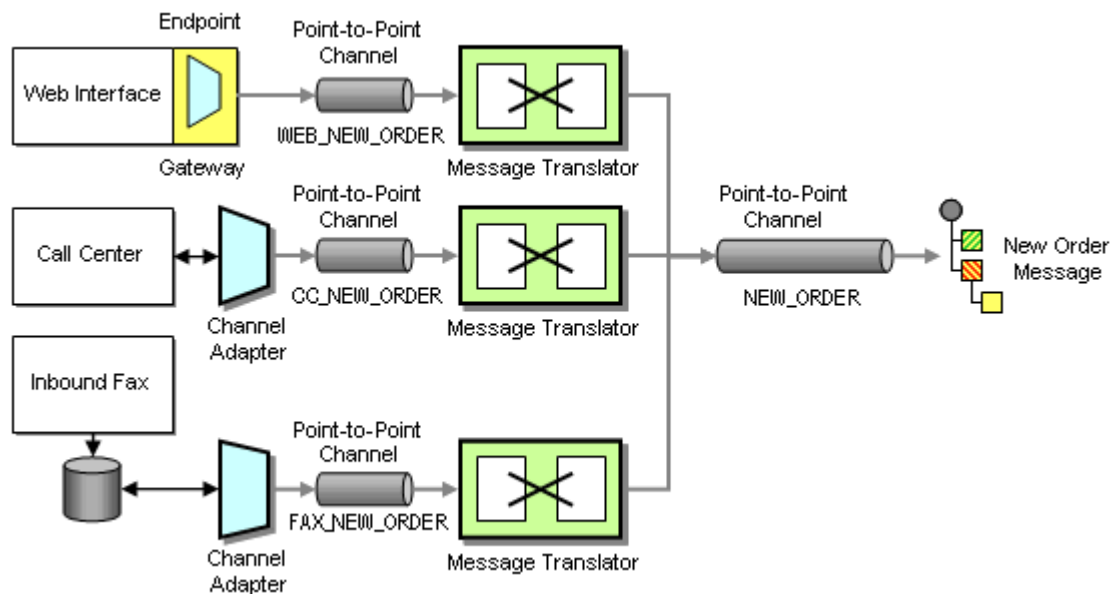 Endpoint
Point-to-Point
Channel
Web Interface
WEB_NEW_ORDER
Gateway
Message Translator
Point-to-Point
Channel
Point-to-Point
Channel
Call Center
New Order
Message
CC_NEW_ORDER
NEW_ORDER
Channel
Adapter
Message Translator
Inbound Fax
Point-to-Point
Channel
FAX_NEW_ORDER
Channel
Adapter
Message Translator